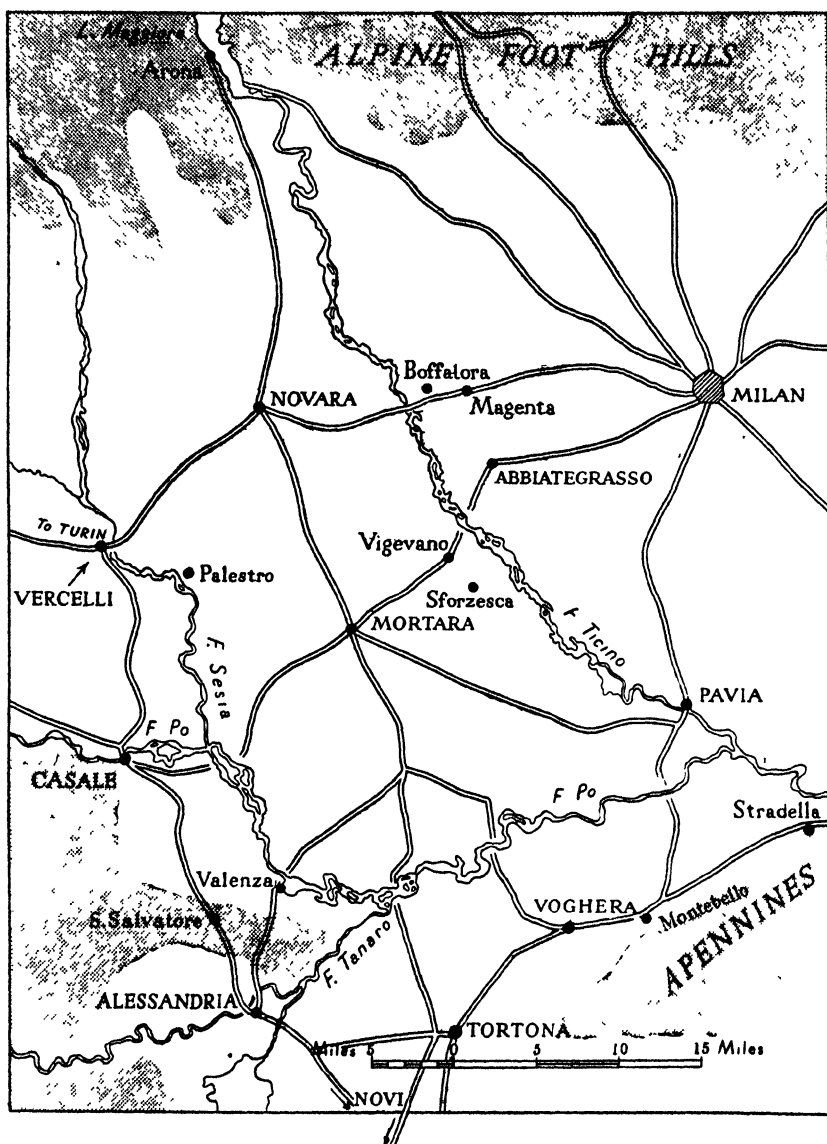 L. Maggiore
ALPINE FOOT HILLS
Arona
Boffalora
NOVARA
Magenta
MILAN
ABBIATEGRASSO
To TURIN
Vigevano
VERCELLI
Palestro
Sforzesca
MORTARA
F. Ticino
F. Sesia
PAVIA
F Po
CASALE
F Po
Stradella
Valenza
S. Salvatore
VOGHERA
Montebello
APENNINES
F. Tanaro
ALESSANDRIA
TORTONA
Miles 5 0 5 10 15 Miles
NOVI